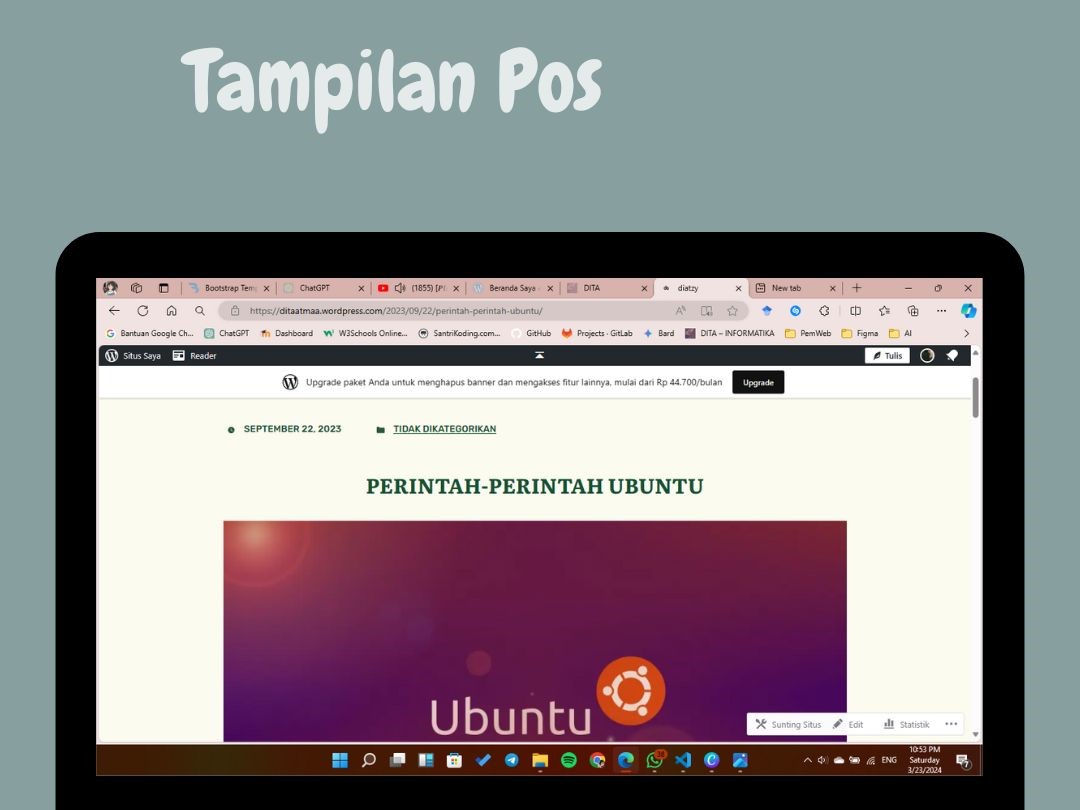 Tampilan Pos
Bootstrap Temp
ChatGPT
(1855) [
Beranda Saya
DITA
diatzy
New tab
https://ditaatmaa.wordpress.com/2023/09/22/perintah-perintah-ubuntu/
Bantuan Google Ch...
ChatGPT
Dashboard
W3Schools Online...
SantriKoding.com...
GitHub
Projects · GitLab
Bard
DITA – INFORMATIKA
PemWeb
Figma
AI
Situs Saya
Reader
Tulis
Upgrade paket Anda untuk menghapus banner dan mengakses fitur lainnya, mulai dari Rp 44.700/bulan
Upgrade
SEPTEMBER 22, 2023
TIDAK DIKATEGORIKAN
PERINTAH-PERINTAH UBUNTU
Ubuntu
Sunting Situs
Edit
Statistik
ENG
10:53 PM
Saturday
3/23/2024